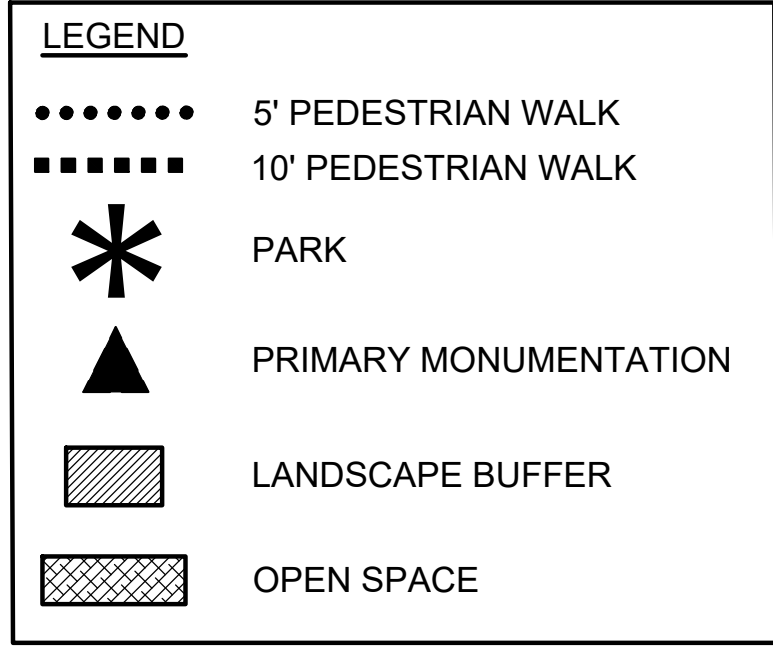 LEGEND
5' PEDESTRIAN WALK
10' PEDESTRIAN WALK
PARK
PRIMARY MONUMENTATION
LANDSCAPE BUFFER
OPEN SPACE